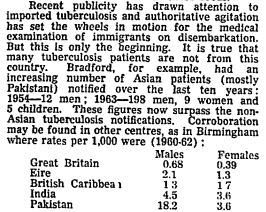 Recent publicity has drawn attention to
imported tuberculosis and authoritative agitation
has set the wheels in motion for the medical
examination of immigrants on disembarkation.
But this is only the beginning. It is true that
many tuberculosis patients are not from this
country. Bradford, for example, had an
increasing number of Asian patients (mostly
Pakistani) notified over the last ten years:
1954—12 men; 1963—198 men, 9 women and
5 children. These figures now surpass the non-
Asian tuberculosis notifications. Corroboration
may be found in other centres, as in Birmingham
where rates per 1,000 were (1960-62) :
Males Females
Great Britain 0.68 0.39
Eire 2.1 1.3
British Caribbea 1 3 1 7
India 4.5 3.6
Pakistan 18.2 3.6